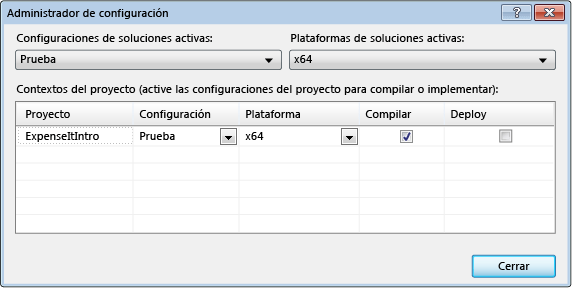 Administrador de configuración
?
Configuraciones de soluciones activas:
Plataformas de soluciones activas:
Prueba
x64
Contextos del proyecto (active las configuraciones del proyecto para compilar o implementar):
Proyecto Configuración Plataforma Compilar Deploy
ExpenseItIntro Prueba x64
Cerrar